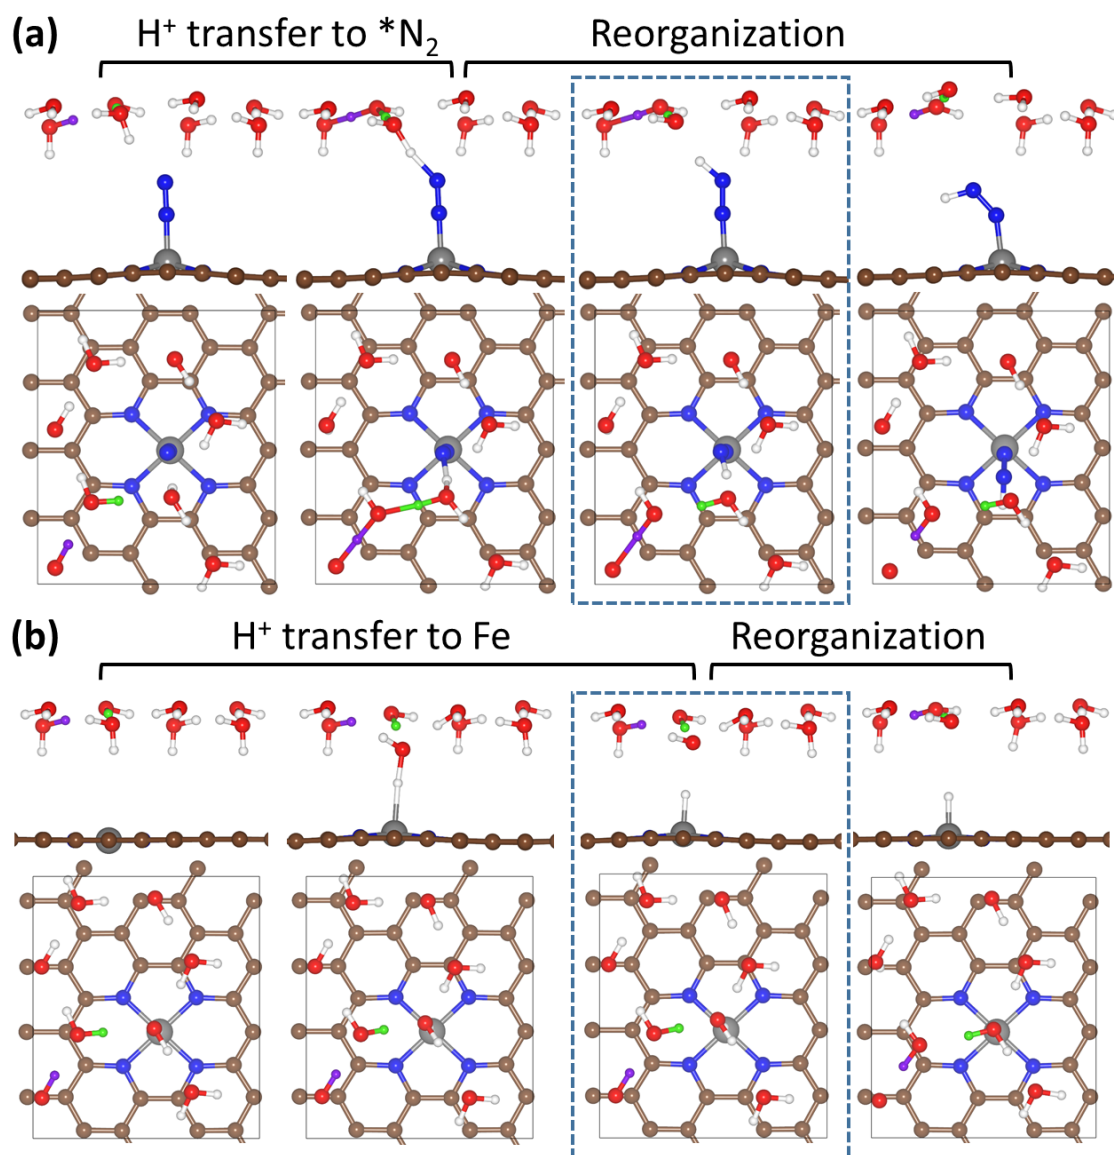 (a) H⁺ transfer to *N₂ Reorganization
(b) H⁺ transfer to Fe Reorganization